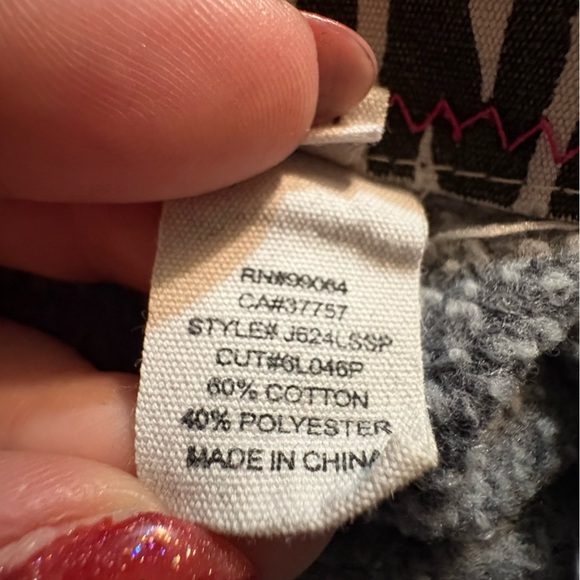 RN#99064
CA#37757
STYLE# J624LSSP
CUT#6L046P
60% COTTON
40% POLYESTER
MADE IN CHINA